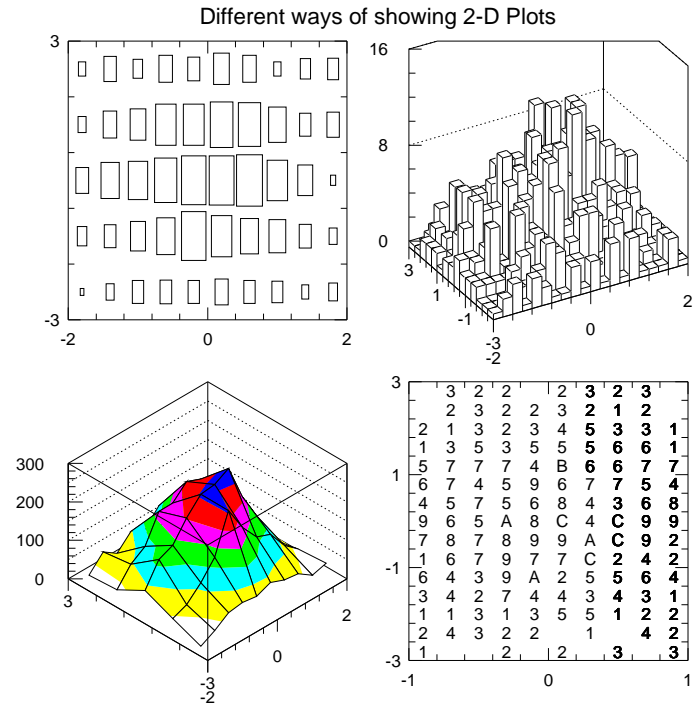 Different ways of showing 2-D Plots
3
-3
-2 0 2
16
12
8
4
0
3
1
-1
-3
-2
0
2
300
200
100
0
3
-3
-2
0
2
3
1
-1
-3
-1 0 1
3 2 2 2 3 2 3
2 3 2 2 3 2 1 2
2 1 3 2 3 4 5 3 3 1
1 3 5 3 5 5 5 6 6 1
5 7 7 7 4 B 6 6 7 7
6 7 4 5 9 6 7 7 5 4
4 5 7 5 6 8 4 3 6 8
9 6 5 A 8 C 4 C 9 9
7 8 7 8 9 9 A C 9 2
1 6 7 9 7 7 C 2 4 2
6 4 3 9 A 2 5 5 6 4
3 4 2 7 4 4 3 4 3 1
1 1 3 1 3 5 5 1 2 2
2 4 3 2 2 1 4 2
1 2 2 3 3